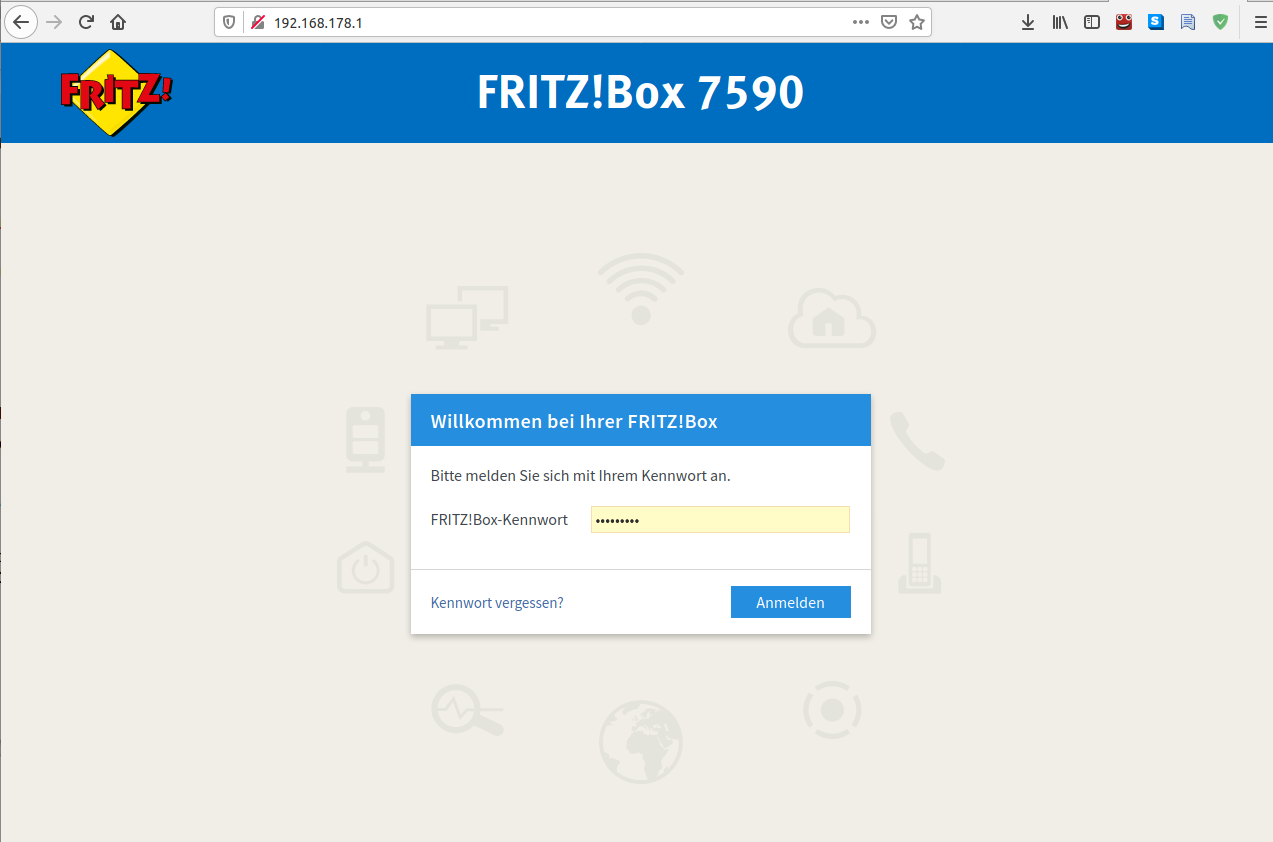 192.168.178.1
FRITZ!
FRITZ!Box 7590
Willkommen bei Ihrer FRITZ!Box
Bitte melden Sie sich mit Ihrem Kennwort an.
FRITZ!Box-Kennwort •••••••••
Kennwort vergessen? Anmelden